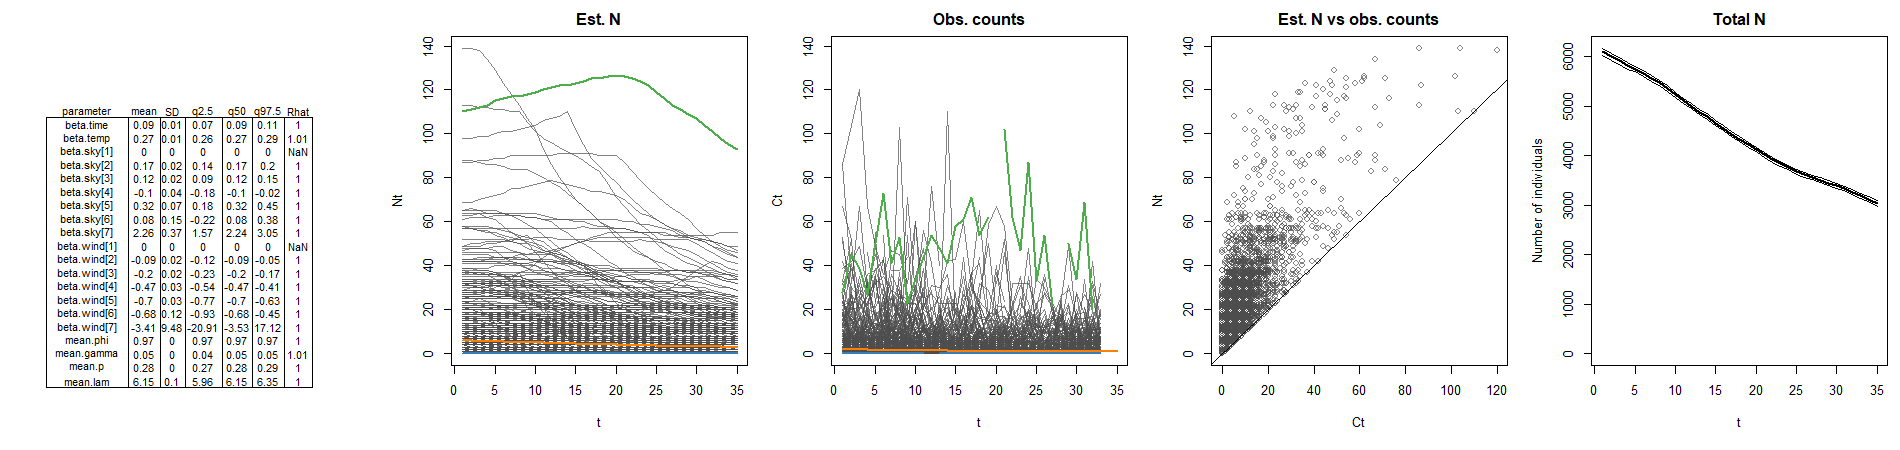 parameter mean SD q2.5 q50 q97.5 Rhat
beta.time 0.09 0.01 0.07 0.09 0.11 1
beta.temp 0.27 0.01 0.26 0.27 0.29 1.01
beta.sky[1] 0 0 0 0 0 NaN
beta.sky[2] 0.17 0.02 0.14 0.17 0.2 1
beta.sky[3] 0.12 0.02 0.09 0.12 0.15 1
beta.sky[4] -0.1 0.04 -0.18 -0.1 -0.02 1
beta.sky[5] 0.32 0.07 0.18 0.32 0.45 1
beta.sky[6] 0.08 0.15 -0.22 0.08 0.38 1
beta.sky[7] 2.26 0.37 1.57 2.24 3.05 1
beta.wind[1] 0 0 0 0 0 NaN
beta.wind[2] -0.09 0.02 -0.12 -0.09 -0.05 1
beta.wind[3] -0.2 0.02 -0.23 -0.2 -0.17 1
beta.wind[4] -0.47 0.03 -0.54 -0.47 -0.41 1
beta.wind[5] -0.7 0.03 -0.77 -0.7 -0.63 1
beta.wind[6] -0.68 0.12 -0.93 -0.68 -0.45 1
beta.wind[7] -3.41 9.48 -20.91 -3.53 17.12 1
mean.phi 0.97 0 0.97 0.97 0.97 1
mean.gamma 0.05 0 0.04 0.05 0.05 1.01
mean.p 0.28 0 0.27 0.28 0.29 1
mean.lam 6.15 0.1 5.96 6.15 6.35 1
Est. N
Nt
140
120
100
80
60
40
20
0
0 5 10 15 20 25 30 35
t
Obs. counts
Ct
140
120
100
80
60
40
20
0
0 5 10 15 20 25 30 35
t
Est. N vs obs. counts
Nt
140
120
100
80
60
40
20
0
0 20 40 60 80 100 120
Ct
Total N
Number of individuals
6000
5000
4000
3000
2000
1000
0
0 5 10 15 20 25 30 35
t